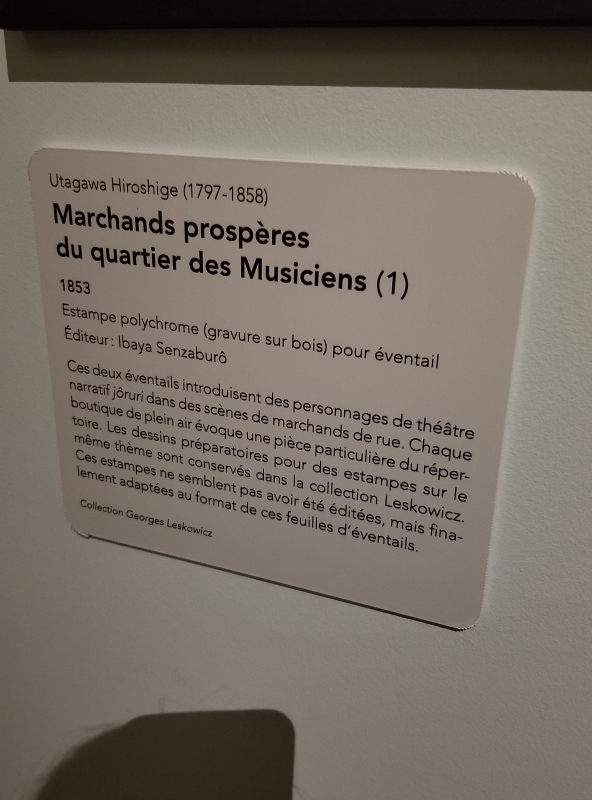 Utagawa Hiroshige (1797-1858)
Marchands prospères
du quartier des Musiciens (1)
1853
Estampe polychrome (gravure sur bois) pour éventail
Éditeur : Ibaya Senzaburô
Ces deux éventails introduisent des personnages de théâtre
narratif jôruri dans des scènes de marchands de rue. Chaque
boutique de plein air évoque une pièce particulière du réper-
toire. Les dessins préparatoires pour des estampes sur le
même thème sont conservés dans la collection Leskowicz.
Ces estampes ne semblent pas avoir été éditées, mais fina-
lement adaptées au format de ces feuilles d'éventails.
Collection Georges Leskowicz